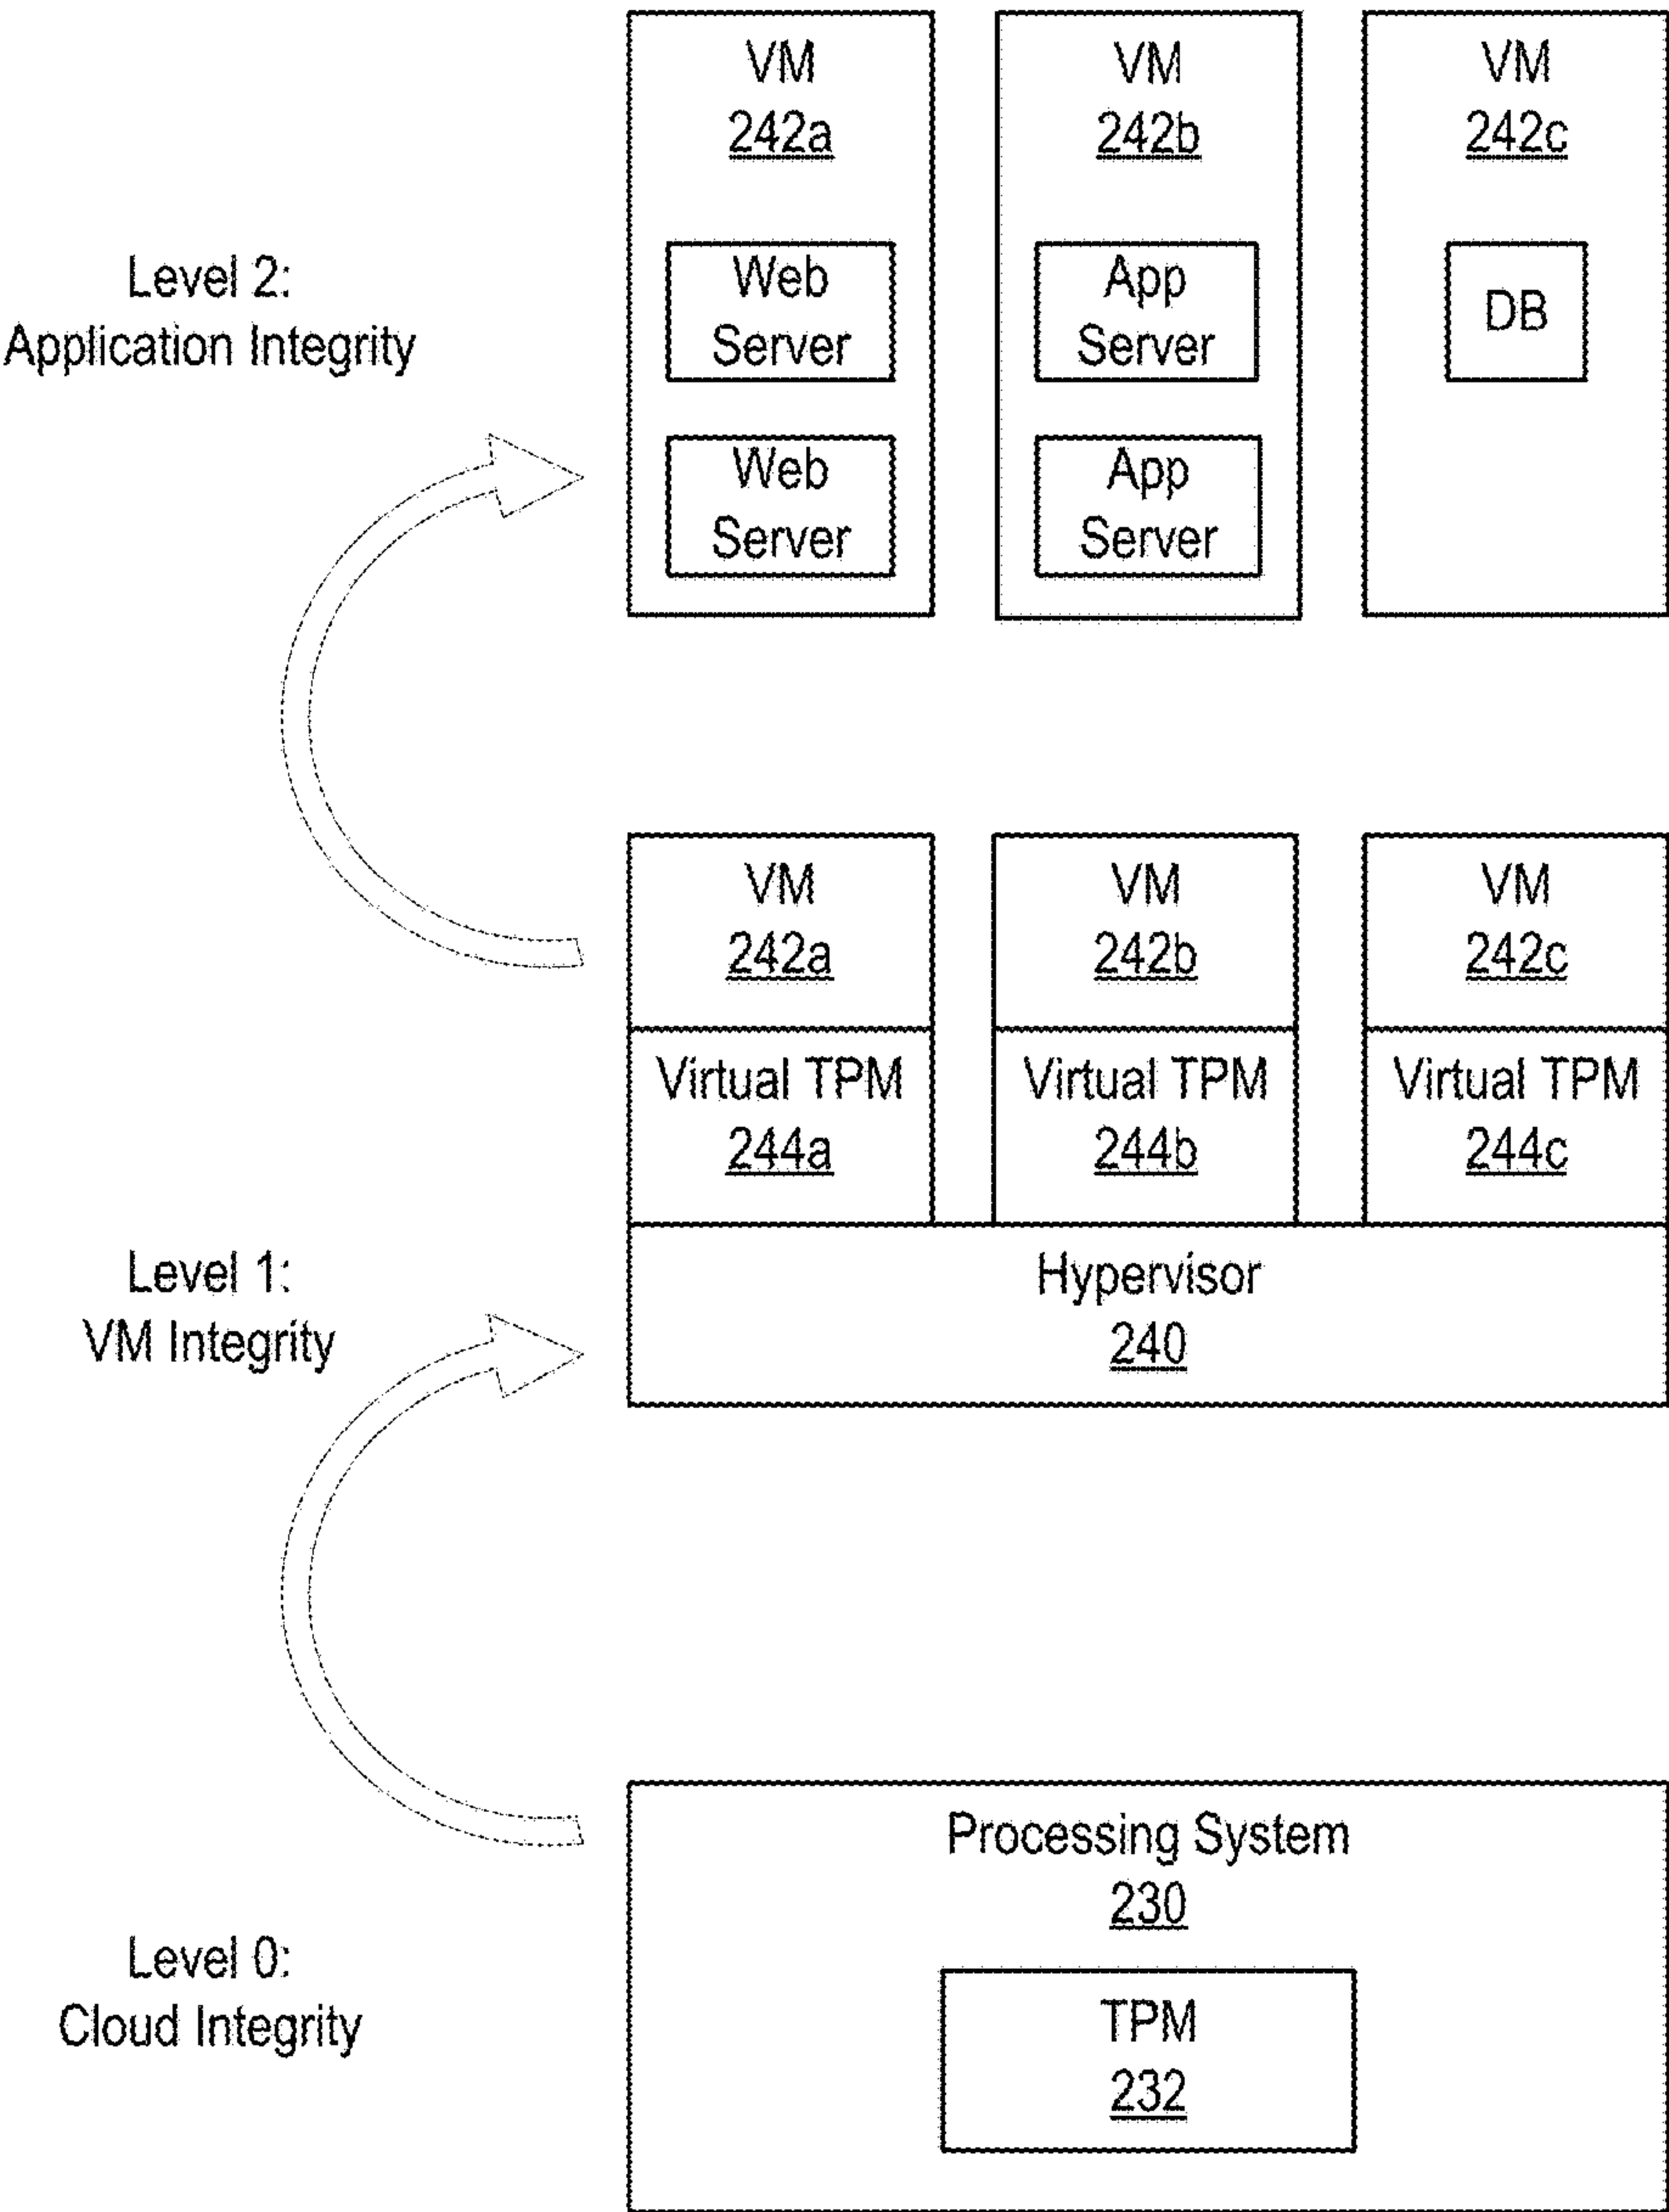 VM
242a
VM
242b
VM
242c
Level 2:
Application Integrity
Web
Server
App
Server
DB
Web
Server
App
Server
VM
242a
VM
242b
VM
242c
Virtual TPM
244a
Virtual TPM
244b
Virtual TPM
244c
Level 1:
VM Integrity
Hypervisor
240
Processing System
230
Level 0:
Cloud Integrity
TPM
232